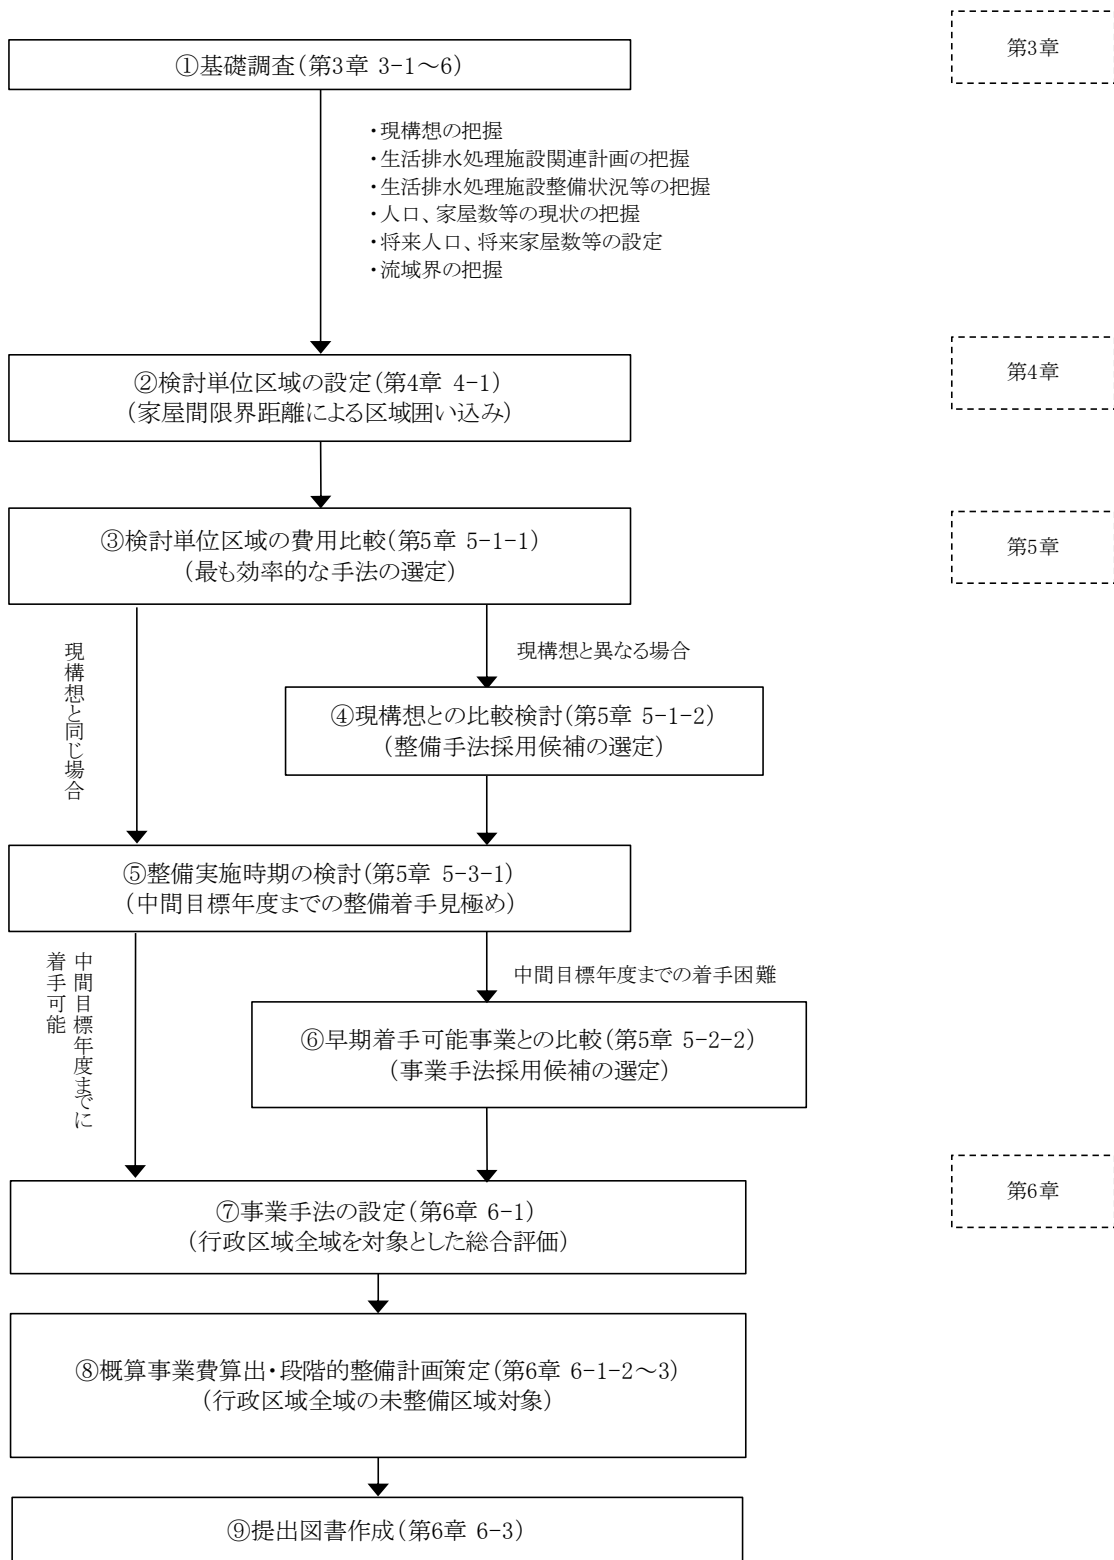 ①基礎調査(第3章 3-1～6)
第3章
・現構想の把握
・生活排水処理施設関連計画の把握
・生活排水処理施設整備状況等の把握
・人口、家屋数等の現状の把握
・将来人口、将来家屋数等の設定
・流域界の把握
②検討単位区域の設定(第4章 4-1)
(家屋間限界距離による区域囲い込み)
第4章
③検討単位区域の費用比較(第5章 5-1-1)
(最も効率的な手法の選定)
第5章
現構想と同じ場合
現構想と異なる場合
④現構想との比較検討(第5章 5-1-2)
(整備手法採用候補の選定)
⑤整備実施時期の検討(第5章 5-3-1)
(中間目標年度までの整備着手見極め)
中間目標年度までに
着手可能
中間目標年度までの着手困難
⑥早期着手可能事業との比較(第5章 5-2-2)
(事業手法採用候補の選定)
第6章
⑦事業手法の設定(第6章 6-1)
(行政区域全域を対象とした総合評価)
⑧概算事業費算出・段階的整備計画策定(第6章 6-1-2～3)
(行政区域全域の未整備区域対象)
⑨提出図書作成(第6章 6-3)